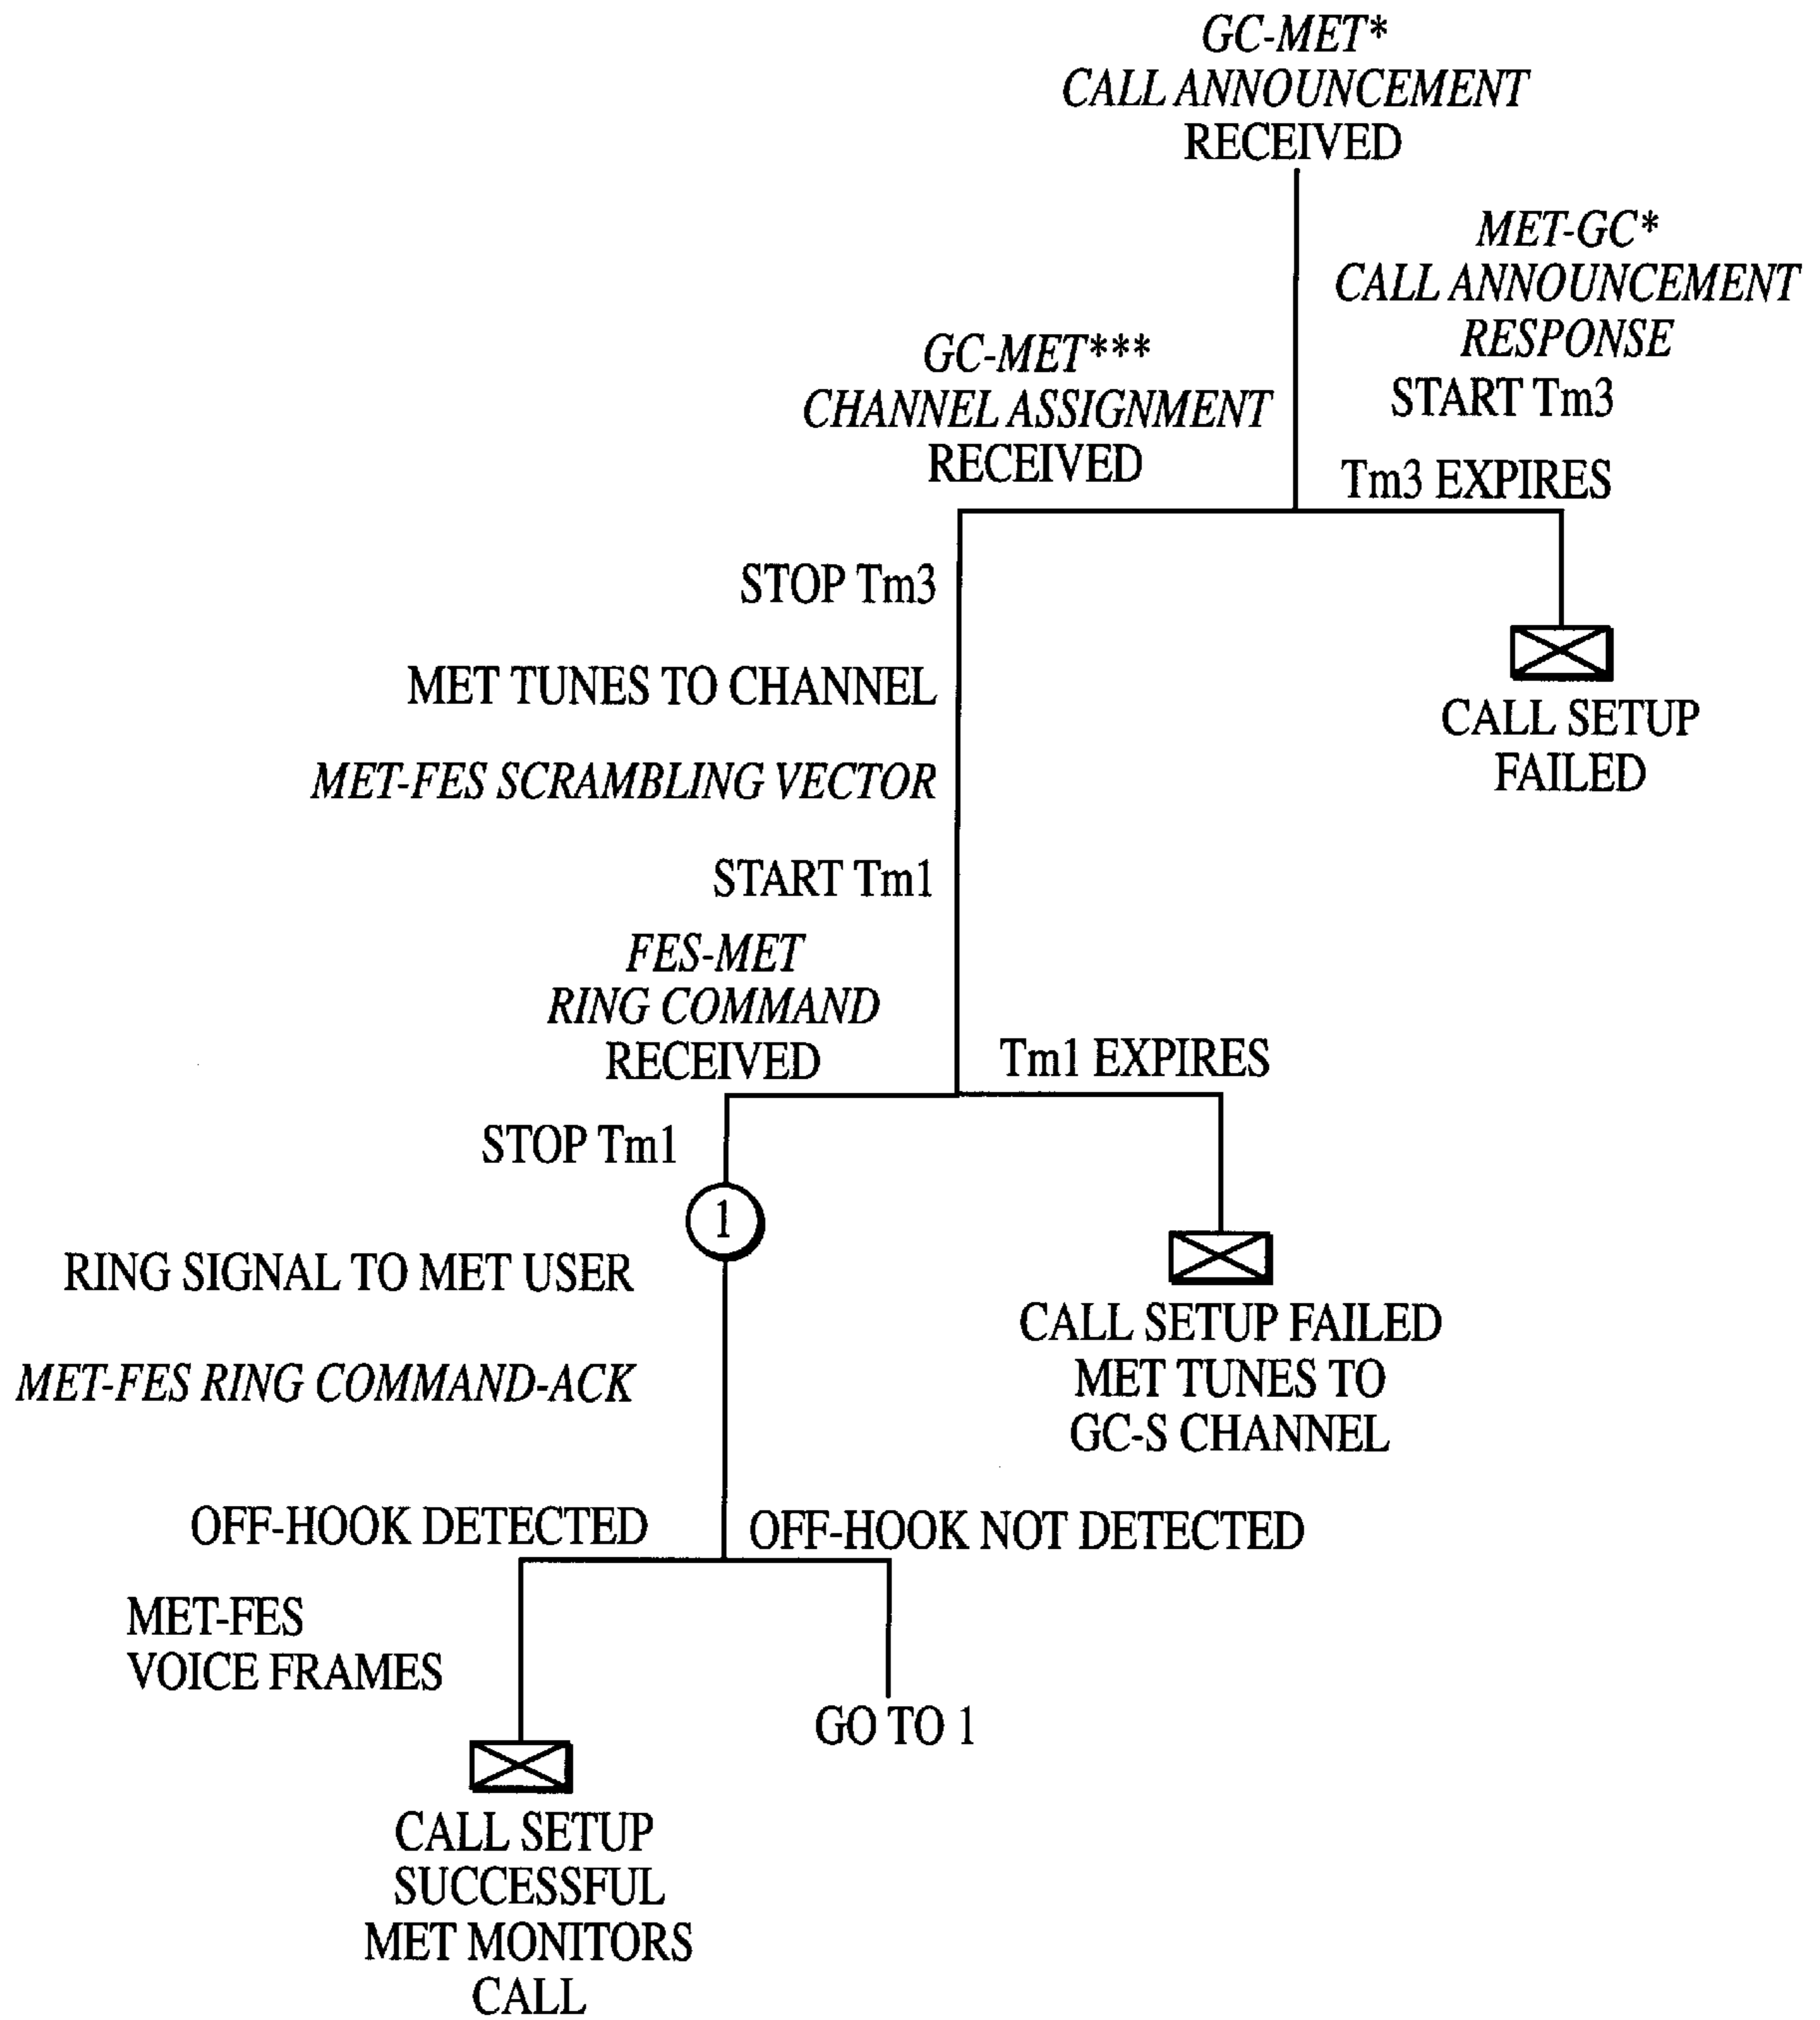 GC-MET*
CALL ANNOUNCEMENT
RECEIVED
MET-GC*
CALL ANNOUNCEMENT
RESPONSE
START Tm3
GC-MET***
CHANNEL ASSIGNMENT
RECEIVED
Tm3 EXPIRES
STOP Tm3
MET TUNES TO CHANNEL
CALL SETUP
FAILED
MET-FES SCRAMBLING VECTOR
START Tm1
FES-MET
RING COMMAND
RECEIVED
Tm1 EXPIRES
STOP Tm1
1
RING SIGNAL TO MET USER
CALL SETUP FAILED
MET TUNES TO
GC-S CHANNEL
MET-FES RING COMMAND-ACK
OFF-HOOK DETECTED
OFF-HOOK NOT DETECTED
MET-FES
VOICE FRAMES
GO TO 1
CALL SETUP
SUCCESSFUL
MET MONITORS
CALL